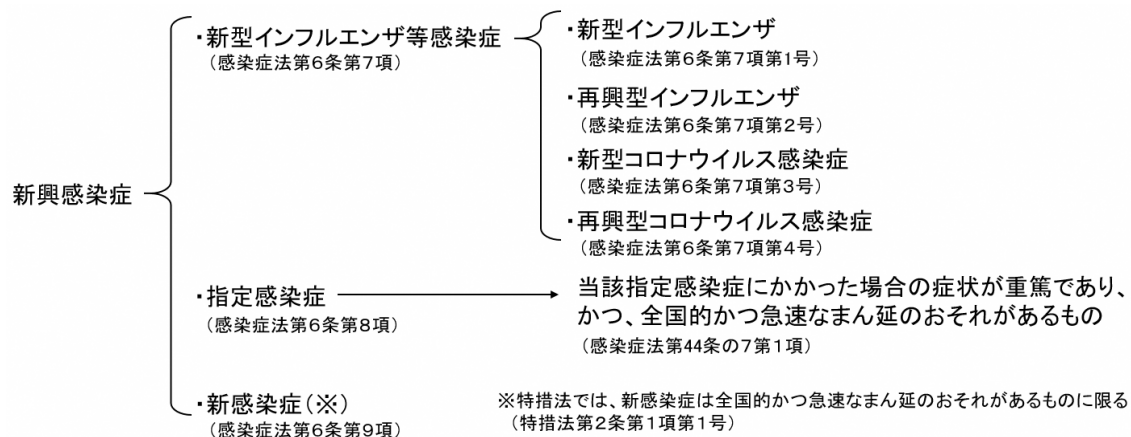 新興感染症
・新型インフルエンザ等感染症
(感染症法第6条第7項)
・新型インフルエンザ
(感染症法第6条第7項第1号)
・再興型インフルエンザ
(感染症法第6条第7項第2号)
・新型コロナウイルス感染症
(感染症法第6条第7項第3号)
・再興型コロナウイルス感染症
(感染症法第6条第7項第4号)
・指定感染症
(感染症法第6条第8項)
当該指定感染症にかかった場合の症状が重篤であり、
かつ、全国的かつ急速なまん延のおそれがあるもの
(感染症法第44条の7第1項)
・新感染症(※)
(感染症法第6条第9項)
※特措法では、新感染症は全国的かつ急速なまん延のおそれがあるものに限る
(特措法第2条第1項第1号)